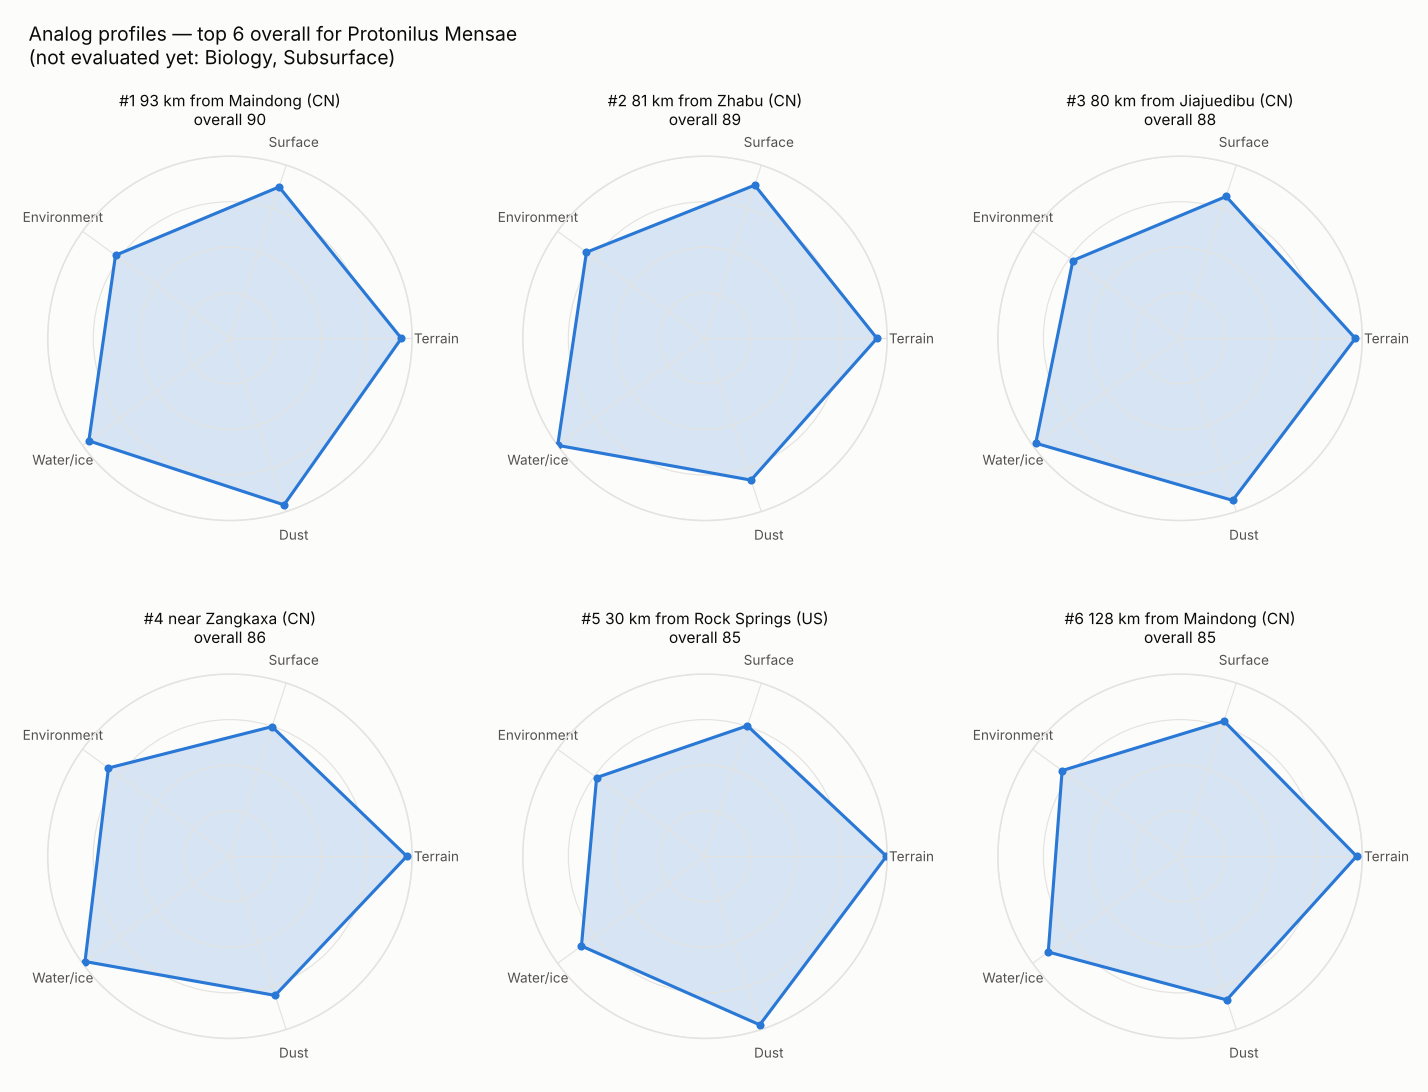 Analog profiles — top 6 overall for Protonilus Mensae
(not evaluated yet: Biology, Subsurface)
#1 93 km from Maindong (CN)
overall 90
Surface
Environment
Terrain
Water/ice
Dust
#2 81 km from Zhabu (CN)
overall 89
Surface
Environment
Terrain
Water/ice
Dust
#3 80 km from Jiajuedibu (CN)
overall 88
Surface
Environment
Terrain
Water/ice
Dust
#4 near Zangkaxa (CN)
overall 86
Surface
Environment
Terrain
Water/ice
Dust
#5 30 km from Rock Springs (US)
overall 85
Surface
Environment
Terrain
Water/ice
Dust
#6 128 km from Maindong (CN)
overall 85
Surface
Environment
Terrain
Water/ice
Dust